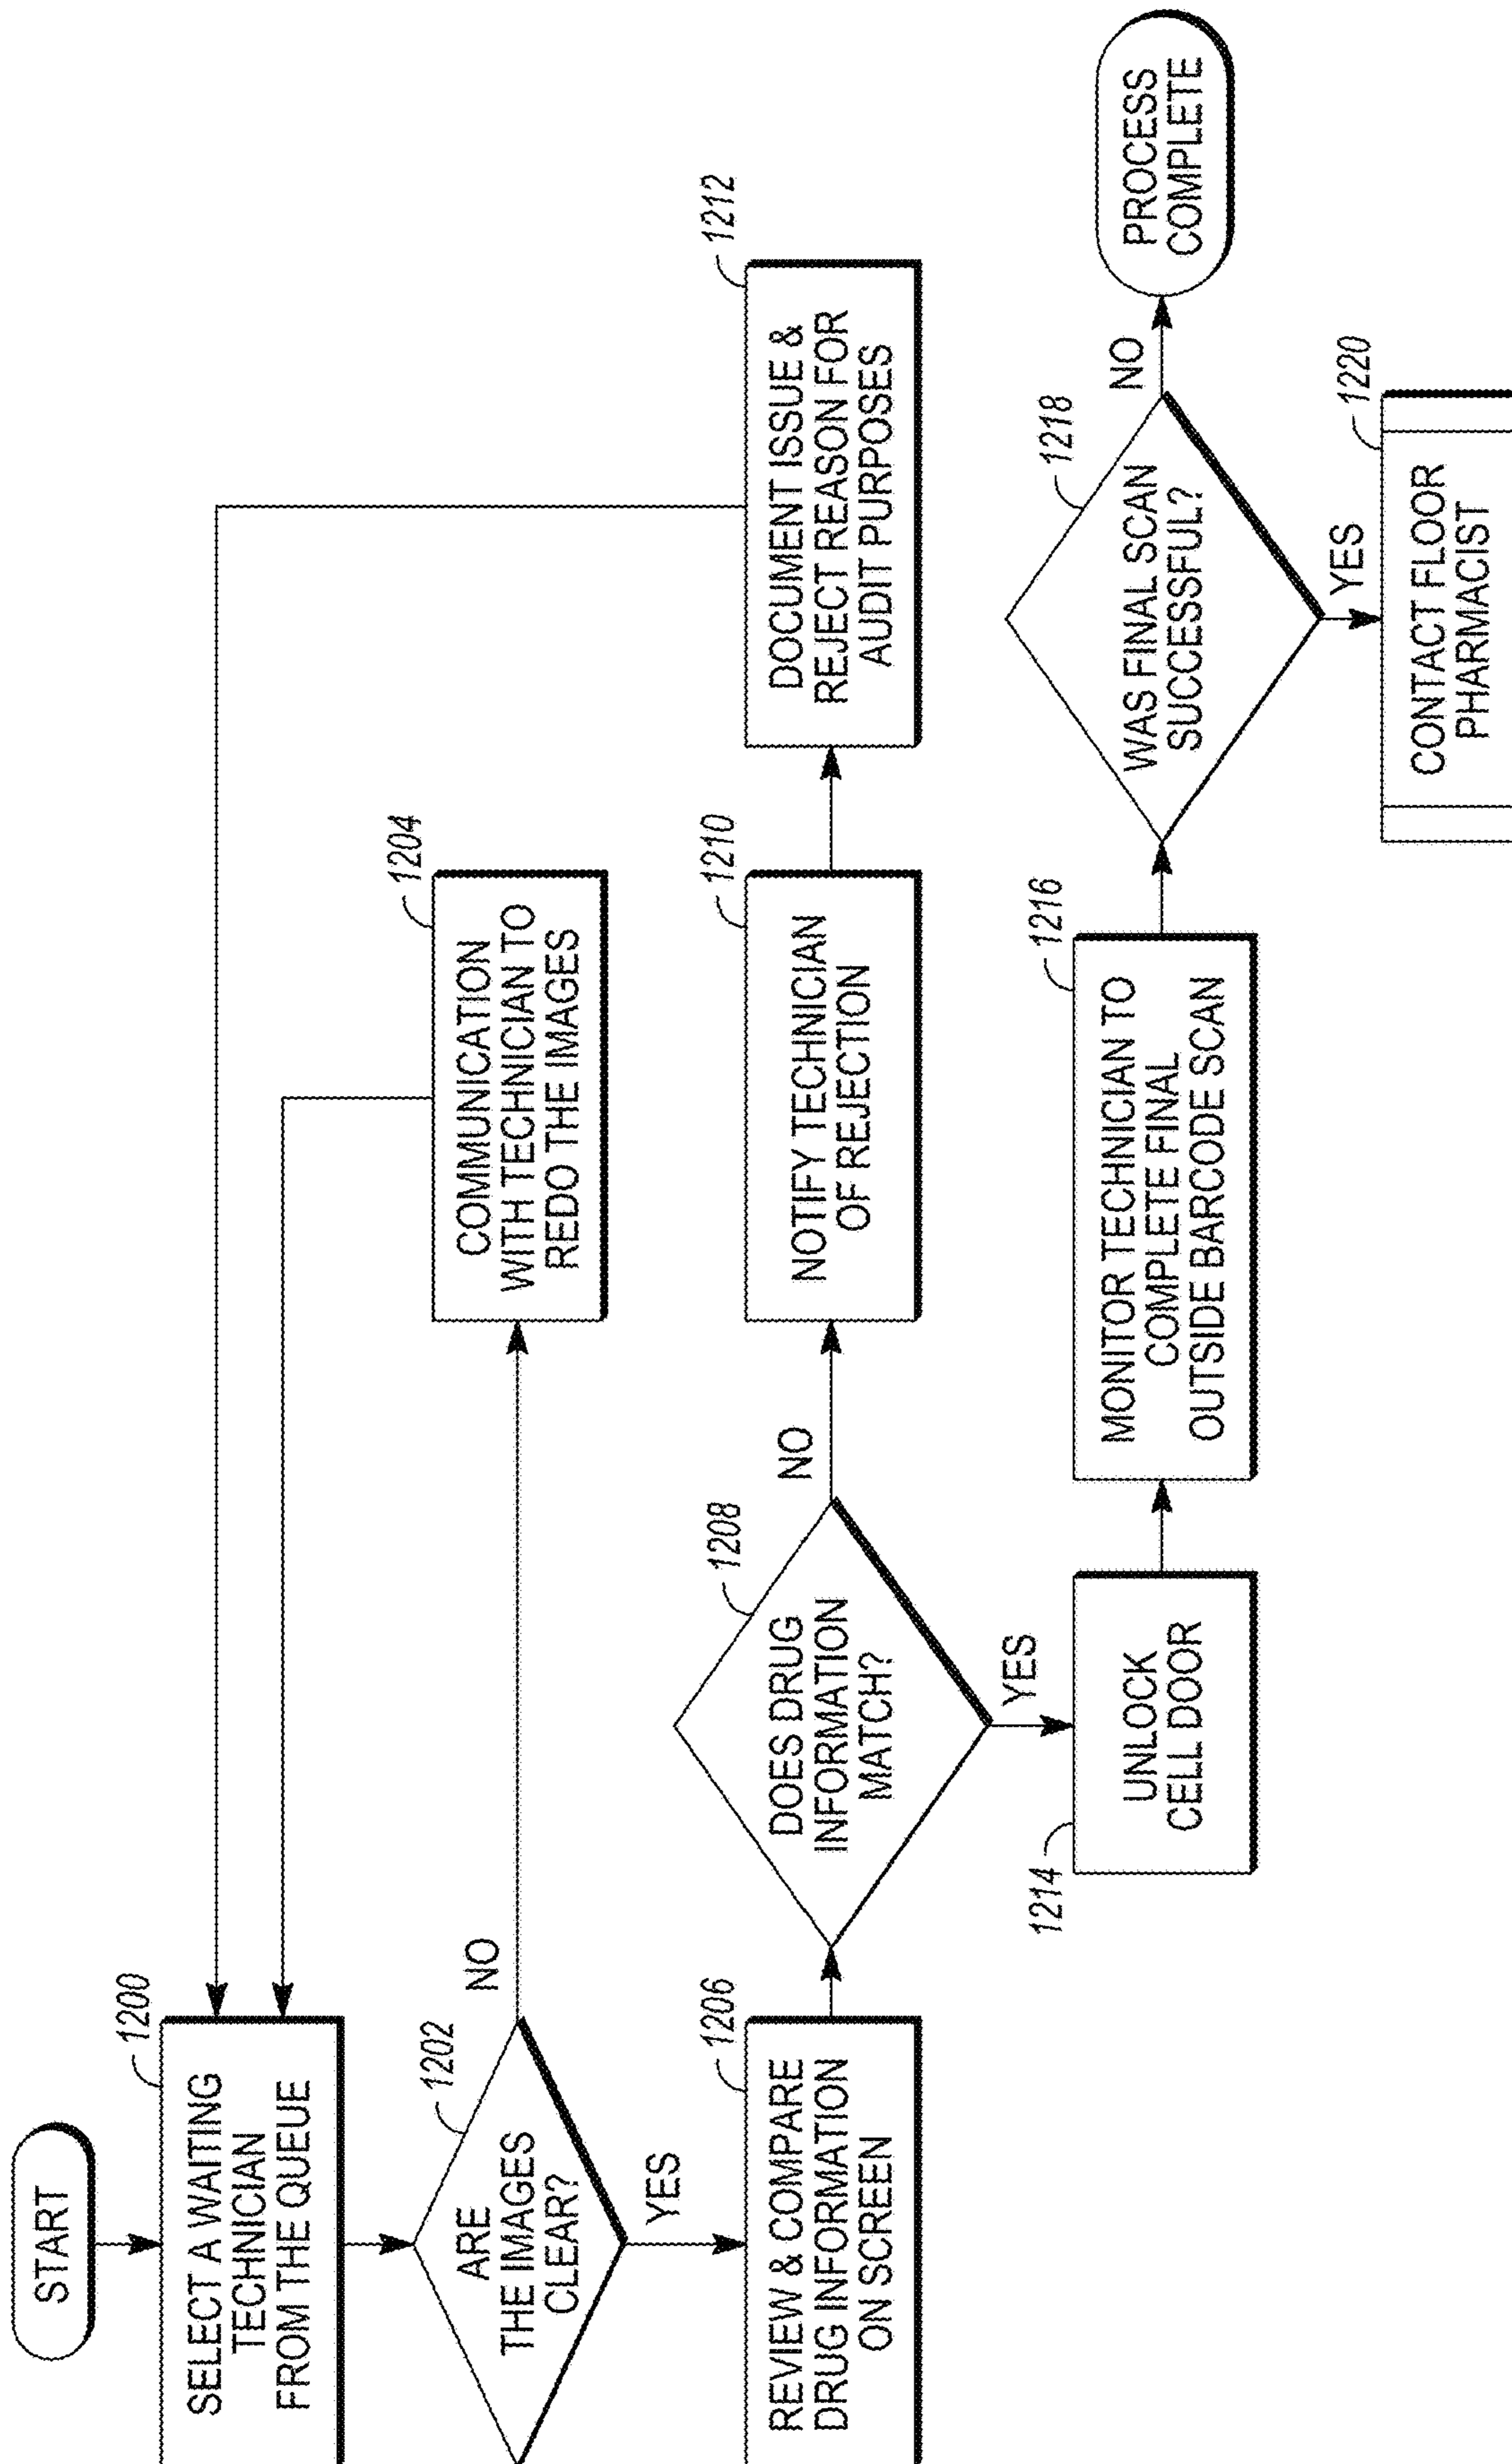 START
1200
SELECT A WAITING
TECHNICIAN
FROM THE QUEUE
1202
ARE
THE IMAGES
CLEAR?
NO
1204
COMMUNICATION
WITH TECHNICIAN TO
REDO THE IMAGES
YES
1206
REVIEW & COMPARE
DRUG INFORMATION
ON SCREEN
1208
DOES DRUG
INFORMATION
MATCH?
NO
1210
NOTIFY TECHNICIAN
OF REJECTION
1212
DOCUMENT ISSUE &
REJECT REASON FOR
AUDIT PURPOSES
YES
1214
UNLOCK
CELL DOOR
1216
MONITOR TECHNICIAN TO
COMPLETE FINAL
OUTSIDE BARCODE SCAN
1218
WAS FINAL SCAN
SUCCESSFUL?
NO
PROCESS
COMPLETE
YES
1220
CONTACT FLOOR
PHARMACIST